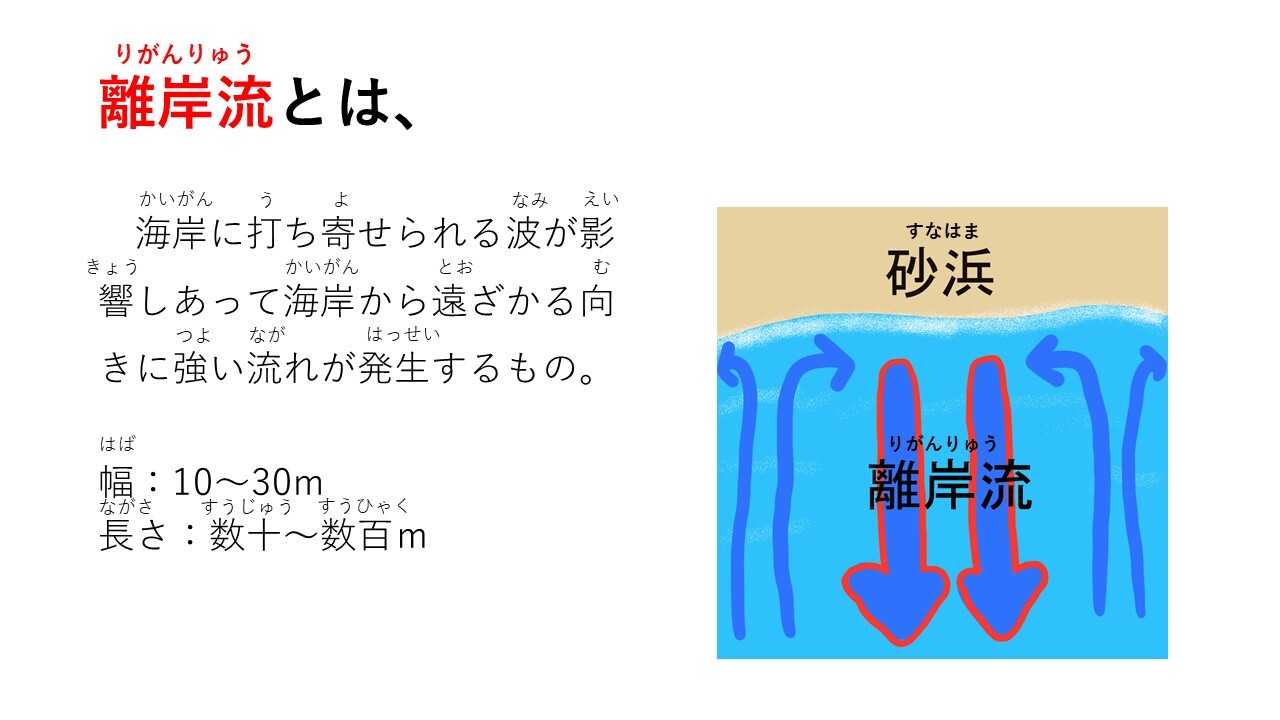 りがんりゅう
離岸流とは、
かいがん う よ なみ えい
海岸に打ち寄せられる波が影
きょう かいがん とお む
響しあって海岸から遠ざかる向
つよ なが はっせい
きに強い流れが発生するもの。
はば
幅：10～30m
ながさ すうじゅう すうひゃく
長さ：数十～数百ｍ
すなはま
砂浜
りがんりゅう
離岸流